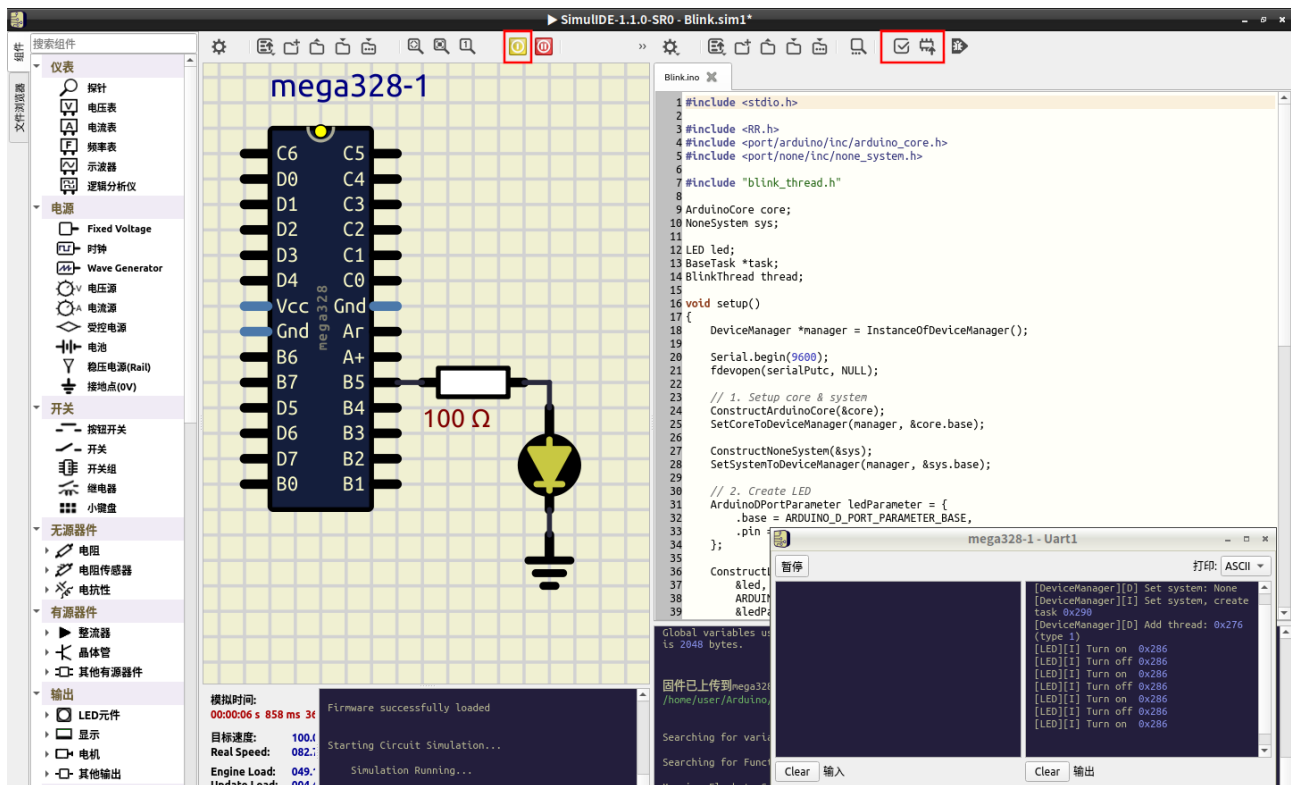 SimulIDE-1.1.0-SR0 - Blink.sim1*
组件
文件浏览器
搜索组件
仪表
探针
电压表
电流表
频率表
示波器
逻辑分析仪
电源
Fixed Voltage
时钟
Wave Generator
电压源
电流源
受控电源
电池
稳压电源(Rail)
接地点(0V)
开关
按钮开关
开关
开关组
继电器
小键盘
无源器件
电阻
电阻传感器
电抗性
有源器件
整流器
晶体管
其他有源器件
输出
LED元件
显示
电机
其他输出
mega328-1
C6 C5
D0 C4
D1 C3
D2 C2
D3 C1
D4 C0
Vcc Gnd
Gnd Ar
B6 A+
B7 B5
D5 B4
D6 B3
D7 B2
B0 B1
mega328
100 Ω
模拟时间:
00:00:06 s 858 ms
目标速度: 100.
Real Speed: 082.
Engine Load: 049.
Update Load: 004.
Firmware successfully loaded
Starting Circuit Simulation...
Simulation Running...
Blink.ino
1 #include <stdio.h>
2
3 #include <RR.h>
4 #include <port/arduino/inc/arduino_core.h>
5 #include <port/none/inc/none_system.h>
6
7 #include "blink_thread.h"
8
9 ArduinoCore core;
10 NoneSystem sys;
11
12 LED led;
13 BaseTask *task;
14 BlinkThread thread;
15
16 void setup()
17 {
18 DeviceManager *manager = InstanceOfDeviceManager();
19
20 Serial.begin(9600);
21 fdevopen(serialPutc, NULL);
22
23 // 1. Setup core & system
24 ConstructArduinoCore(&core);
25 SetCoreToDeviceManager(manager, &core.base);
26
27 ConstructNoneSystem(&sys);
28 SetSystemToDeviceManager(manager, &sys.base);
29
30 // 2. Create LED
31 ArduinoDPortParameter ledParameter = {
32 .base = ARDUINO_D_PORT_PARAMETER_BASE,
33 .pin =
34 };
35
36 Construct
37 &led,
38 ARDUI
39 &ledPa
Global variables us
is 2048 bytes.
固件已上传到mega328
/home/user/Arduino/
Searching for varia
Searching for Funct
mega328-1 - Uart1
暂停
打印: ASCII
[DeviceManager][D] Set system: None
[DeviceManager][I] Set system, create
task 0x290
[DeviceManager][D] Add thread: 0x276
(type 1)
[LED][I] Turn on 0x286
[LED][I] Turn off 0x286
[LED][I] Turn on 0x286
[LED][I] Turn off 0x286
[LED][I] Turn on 0x286
[LED][I] Turn off 0x286
[LED][I] Turn on 0x286
Clear 输入
Clear 输出